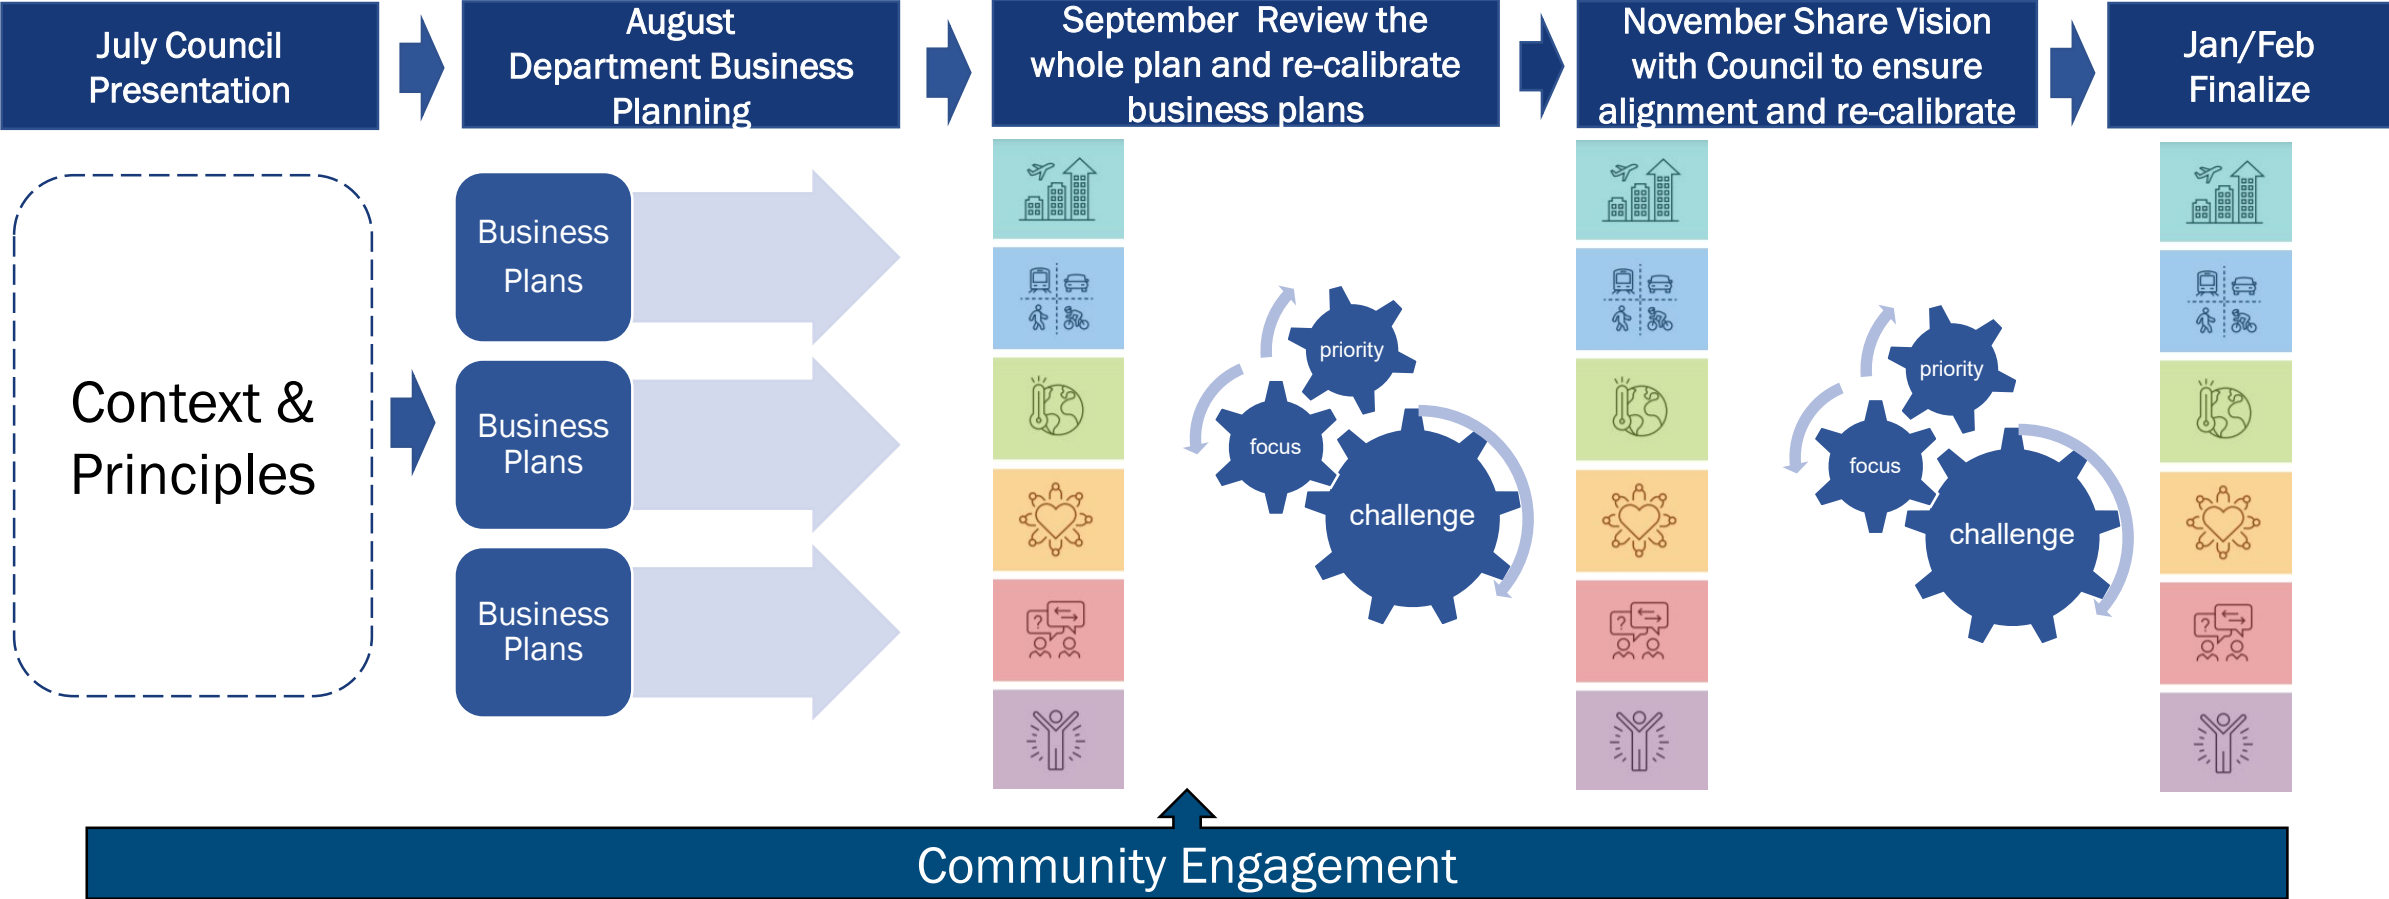 July Council
Presentation
August
Department Business
Planning
September  Review the
whole plan and re-calibrate
business plans
November Share Vision
with Council to ensure
alignment and re-calibrate
Jan/Feb
Finalize
Context &
Principles
Business
Plans
Business
Plans
Business
Plans
priority
focus
challenge
?
priority
focus
challenge
?
?
Community Engagement